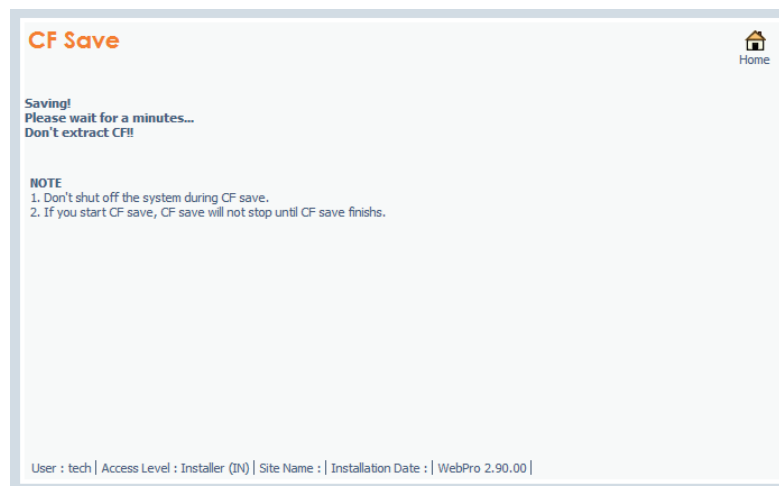 CF Save
Home
Saving!
Please wait for a minutes...
Don't extract CF!!
NOTE
1. Don't shut off the system during CF save.
2. If you start CF save, CF save will not stop until CF save finishs.
User : tech | Access Level : Installer (IN) | Site Name : | Installation Date : | WebPro 2.90.00 |